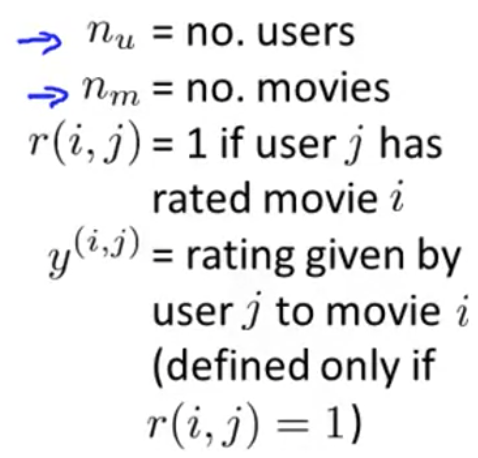 → n_u = no. users
→ n_m = no. movies
r(i, j) = 1 if user j has
rated movie i
y^(i,j) = rating given by
user j to movie i
(defined only if
r(i, j) = 1)